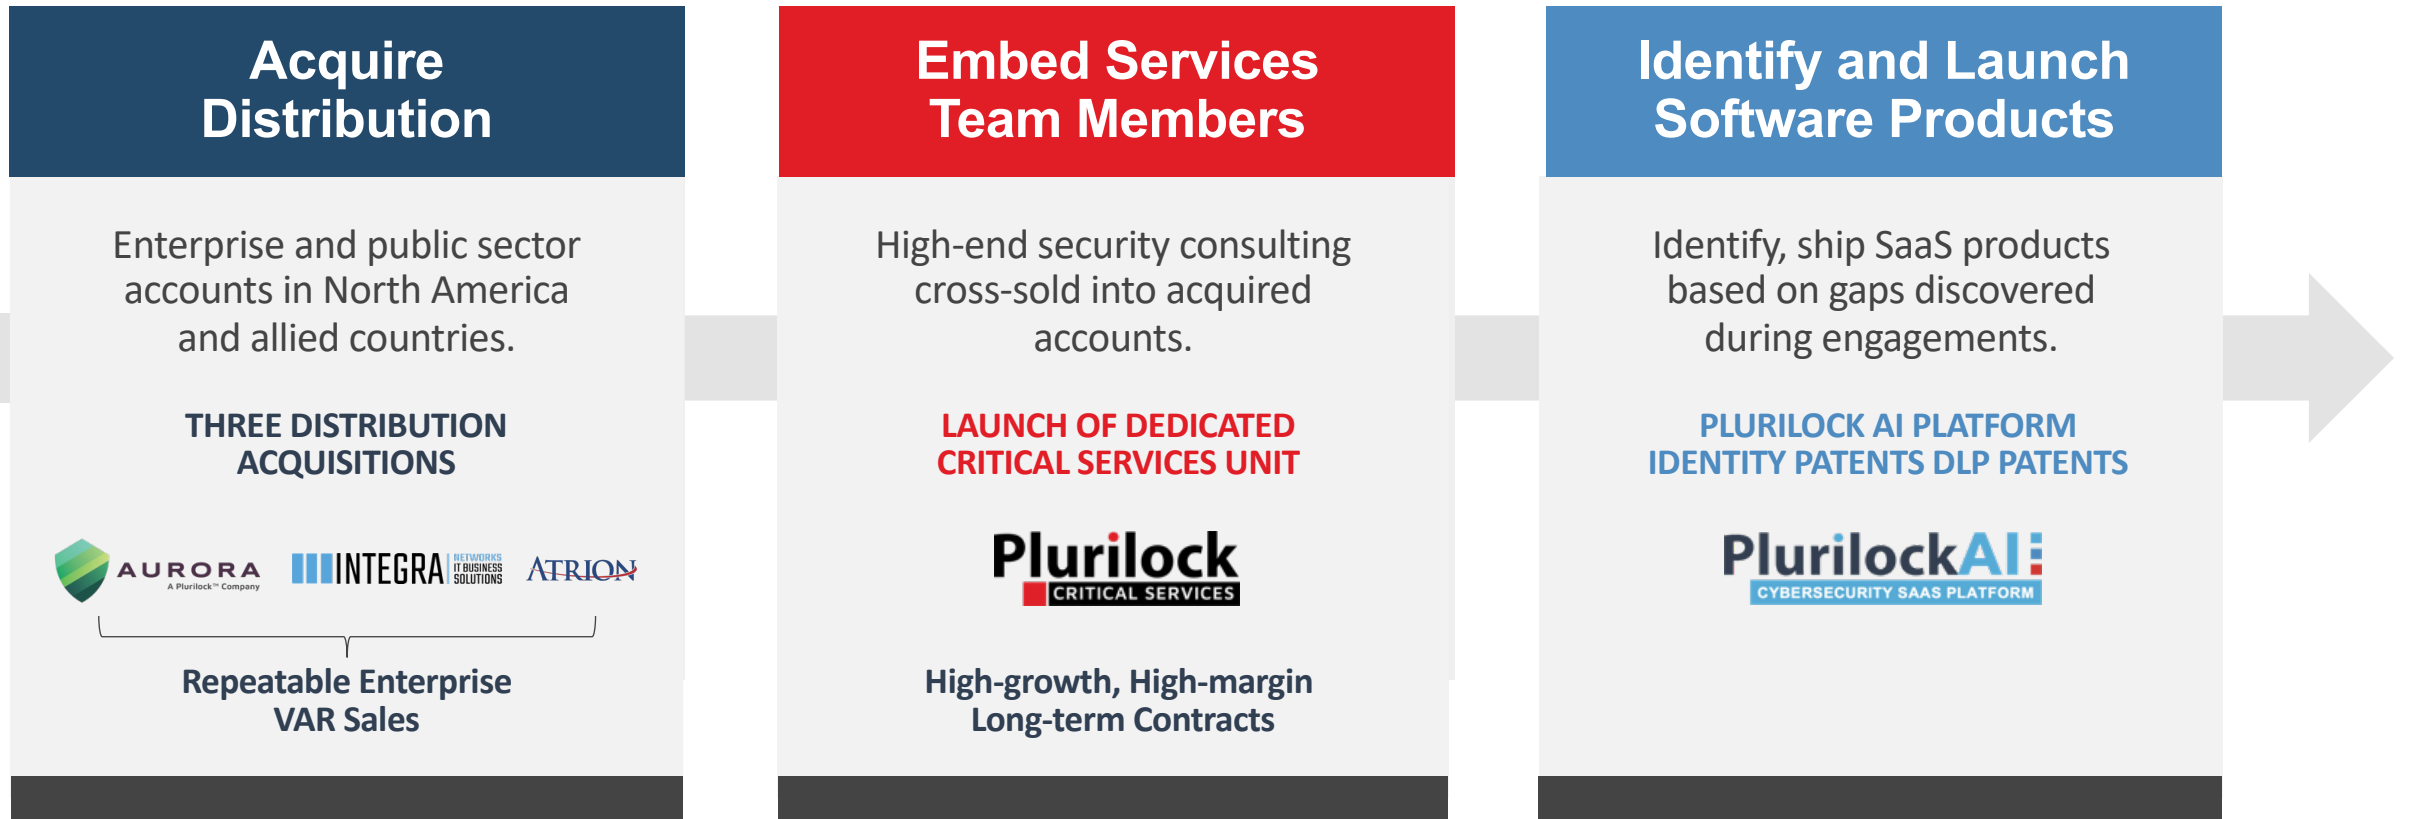 Acquire
Distribution
Enterprise and public sector
accounts in North America
and allied countries.
THREE DISTRIBUTION
ACQUISITIONS
AURORA
A Plurilock™ Company
INTEGRA
NETWORKS
IT BUSINESS
SOLUTIONS
ATRION
Repeatable Enterprise
VAR Sales
Embed Services
Team Members
High-end security consulting
cross-sold into acquired
accounts.
LAUNCH OF DEDICATED
CRITICAL SERVICES UNIT
Plurilock
CRITICAL SERVICES
High-growth, High-margin
Long-term Contracts
Identify and Launch
Software Products
Identify, ship SaaS products
based on gaps discovered
during engagements.
PLURILOCK AI PLATFORM
IDENTITY PATENTS DLP PATENTS
PlurilockAI
CYBERSECURITY SAAS PLATFORM